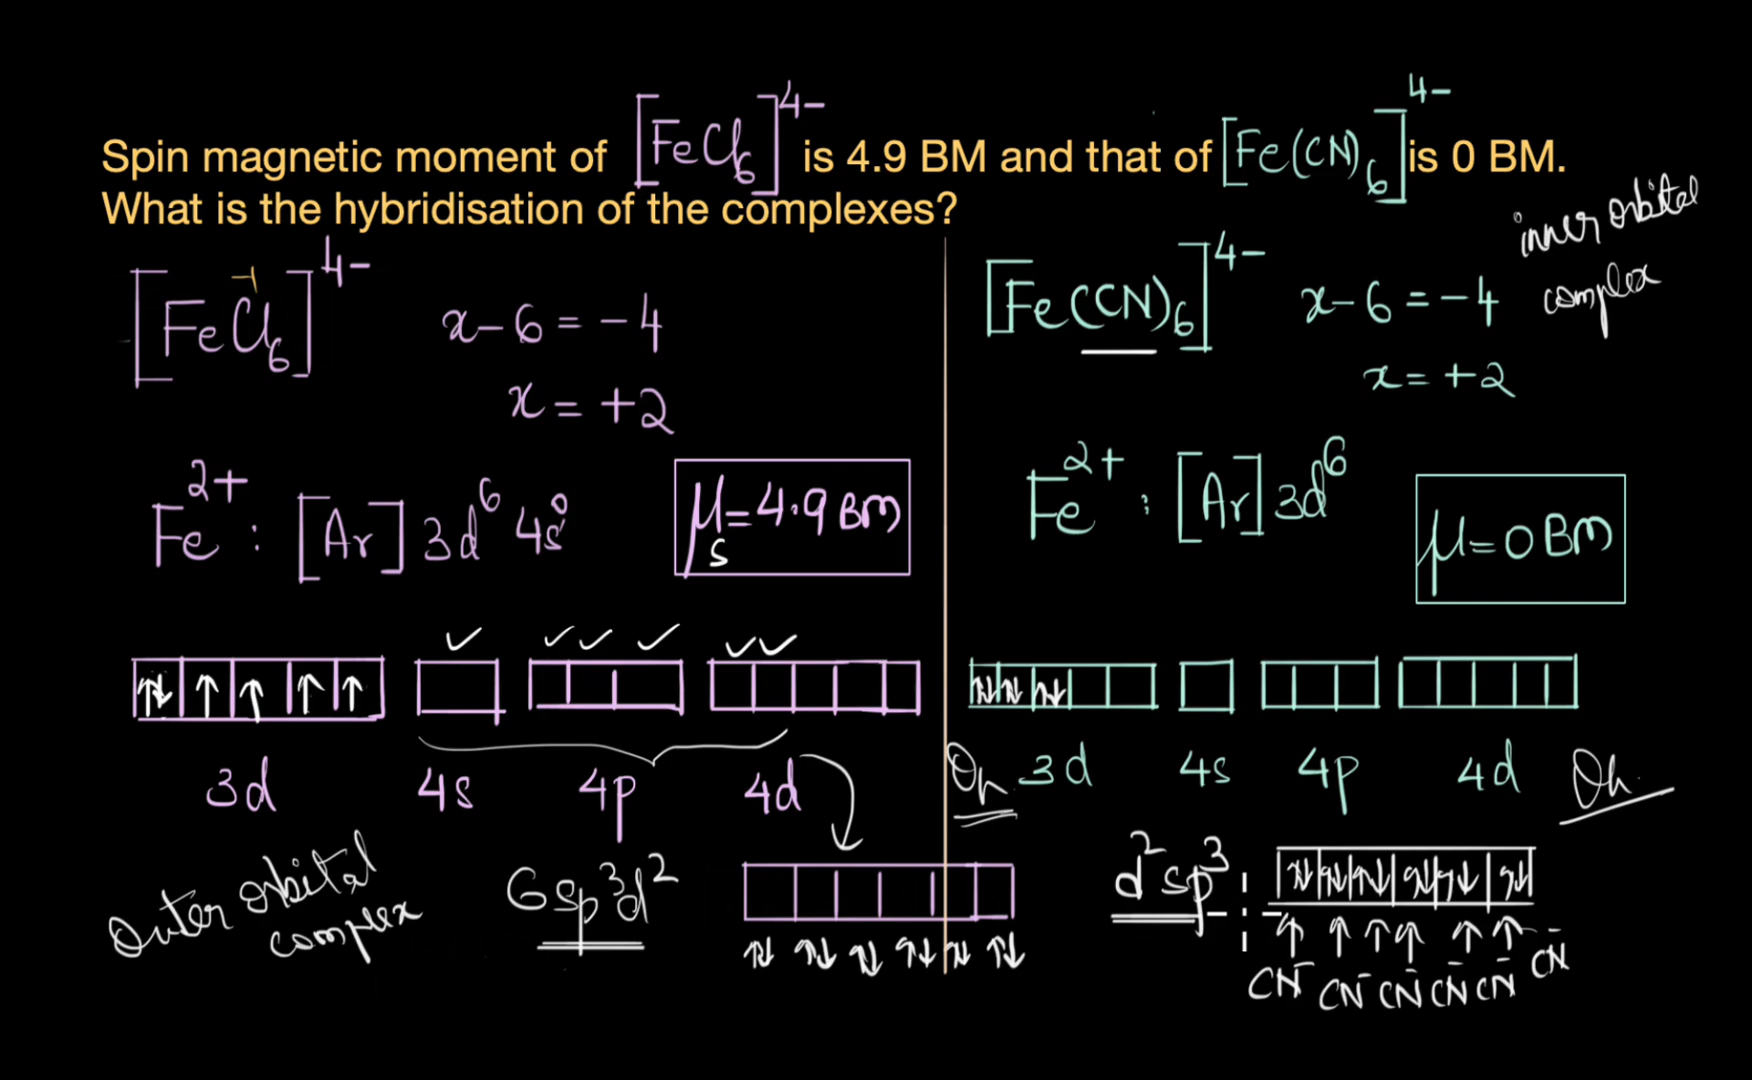 Spin magnetic moment of [FeCl6]4- is 4.9 BM and that of [Fe(CN)6]4- is 0 BM.
What is the hybridisation of the complexes?
[FeCl6]4- -1
x - 6 = -4
x = +2
Fe2+ : [Ar] 3d6 4s0
μs = 4.9 BM
3d 4s 4p 4d
Outer orbital
complex
6 sp3d2
Oh
inner orbital
complex
[Fe(CN)6]4-
x - 6 = -4
x = +2
Fe2+ : [Ar] 3d6
μ = 0 BM
3d 4s 4p 4d
Oh
d2sp3 :
CN- CN- CN- CN- CN- CN-